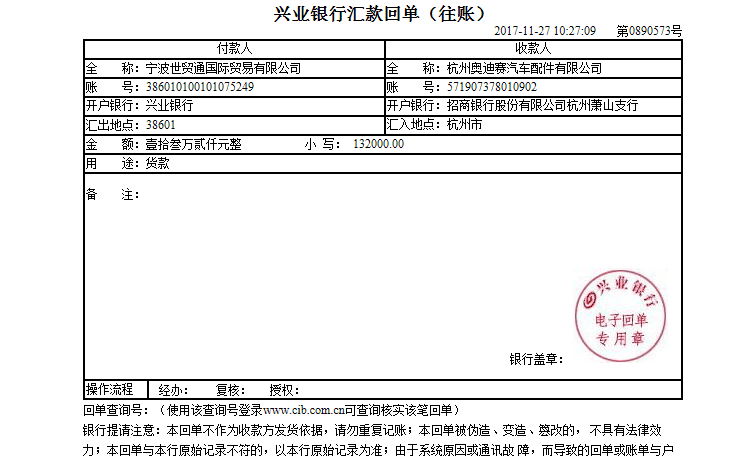 兴业银行汇款回单（往账）
2017-11-27 10:27:09 第0890573号
付款人 收款人
全 称：宁波世贸通国际贸易有限公司 全 称：杭州奥迪赛汽车配件有限公司
账 号：386010100101075249 账 号：571907378010902
开户银行：兴业银行 开户银行：招商银行股份有限公司杭州萧山支行
汇出地点：38601 汇入地点：杭州市
金 额：壹拾叁万贰仟元整 小 写： 132000.00
用 途：货款
备 注：
兴业银行
电子回单
专用章
银行盖章：
操作流程 经办： 复核： 授权：
回单查询号：（使用该查询号登录www.cib.com.cn可查询核实该笔回单）
银行提请注意：本回单不作为收款方发货依据，请勿重复记账；本回单被伪造、变造、篡改的，不具有法律效
力；本回单与本行原始记录不符的，以本行原始记录为准；由于系统原因或通讯故 障，而导致的回单或账单与户